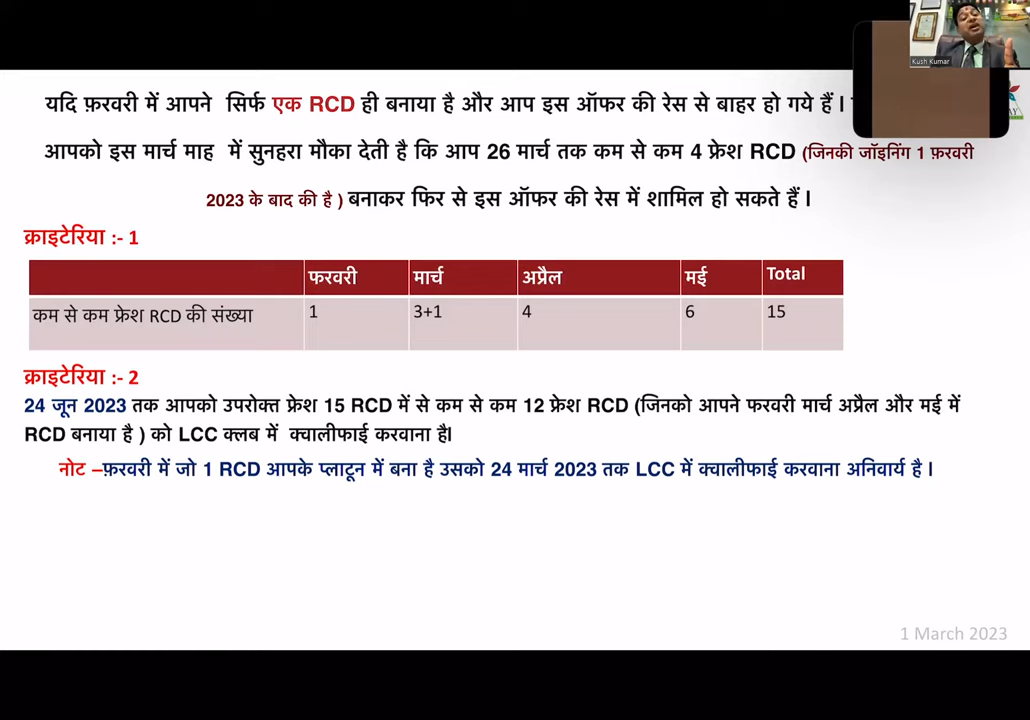 Kush Kumar
यदि फ़रवरी में आपने सिर्फ एक RCD ही बनाया है और आप इस ऑफर की रेस से बाहर हो गये हैं I
आपको इस मार्च माह में सुनहरा मौका देती है कि आप 26 मार्च तक कम से कम 4 फ्रेश RCD (जिनकी जॉइनिंग 1 फ़रवरी
2023 के बाद की है ) बनाकर फिर से इस ऑफर की रेस में शामिल हो सकते हैं I
क्राइटेरिया :- 1
फरवरी मार्च अप्रैल मई Total
कम से कम फ्रेश RCD की संख्या 1 3+1 4 6 15
क्राइटेरिया :- 2
24 जून 2023 तक आपको उपरोक्त फ्रेश 15 RCD में से कम से कम 12 फ्रेश RCD (जिनको आपने फरवरी मार्च अप्रैल और मई में
RCD बनाया है ) को LCC क्लब में क्वालीफाई करवाना हैI
नोट –फ़रवरी में जो 1 RCD आपके प्लाटून में बना है उसको 24 मार्च 2023 तक LCC में क्वालीफाई करवाना अनिवार्य है I
1 March 2023